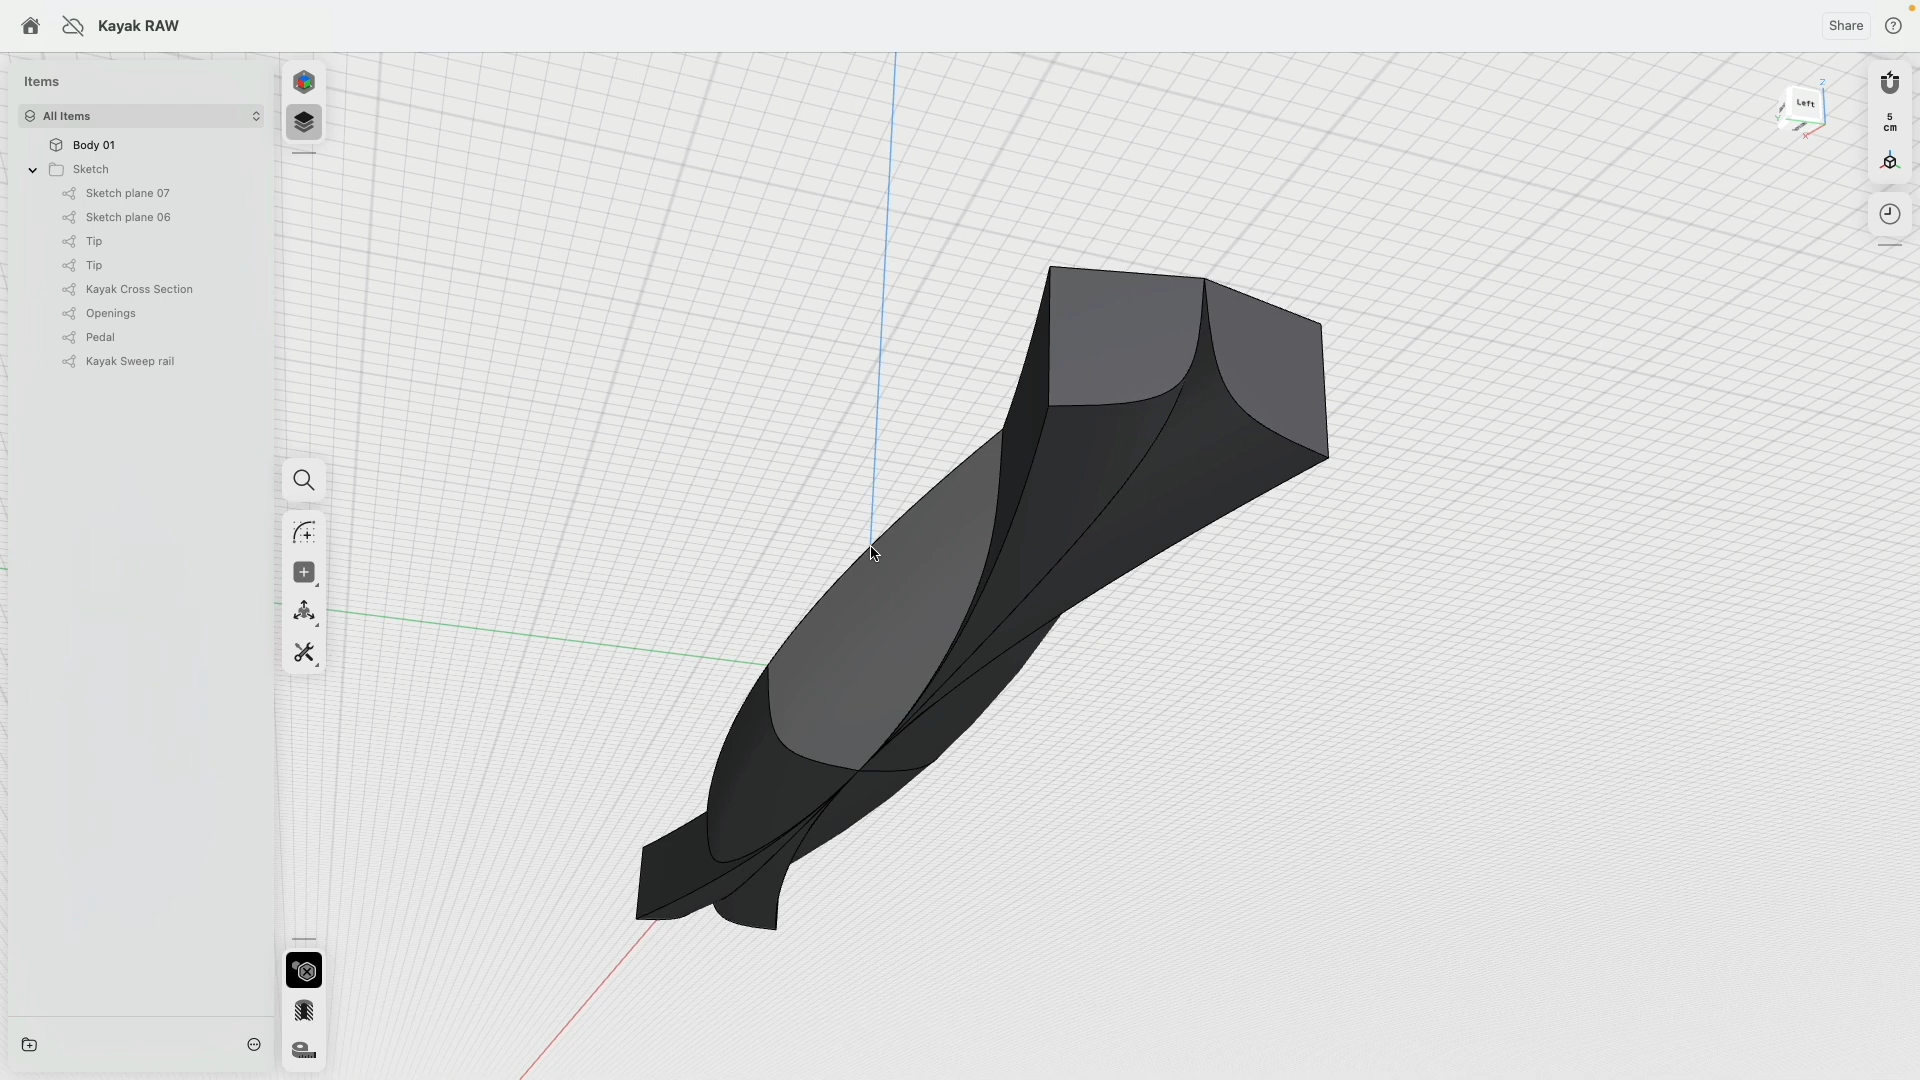 Kayak RAW
Share
Items
All Items
Body 01
Sketch
Sketch plane 07
Sketch plane 06
Tip
Tip
Kayak Cross Section
Openings
Pedal
Kayak Sweep rail
Z
Left
X
5
cm